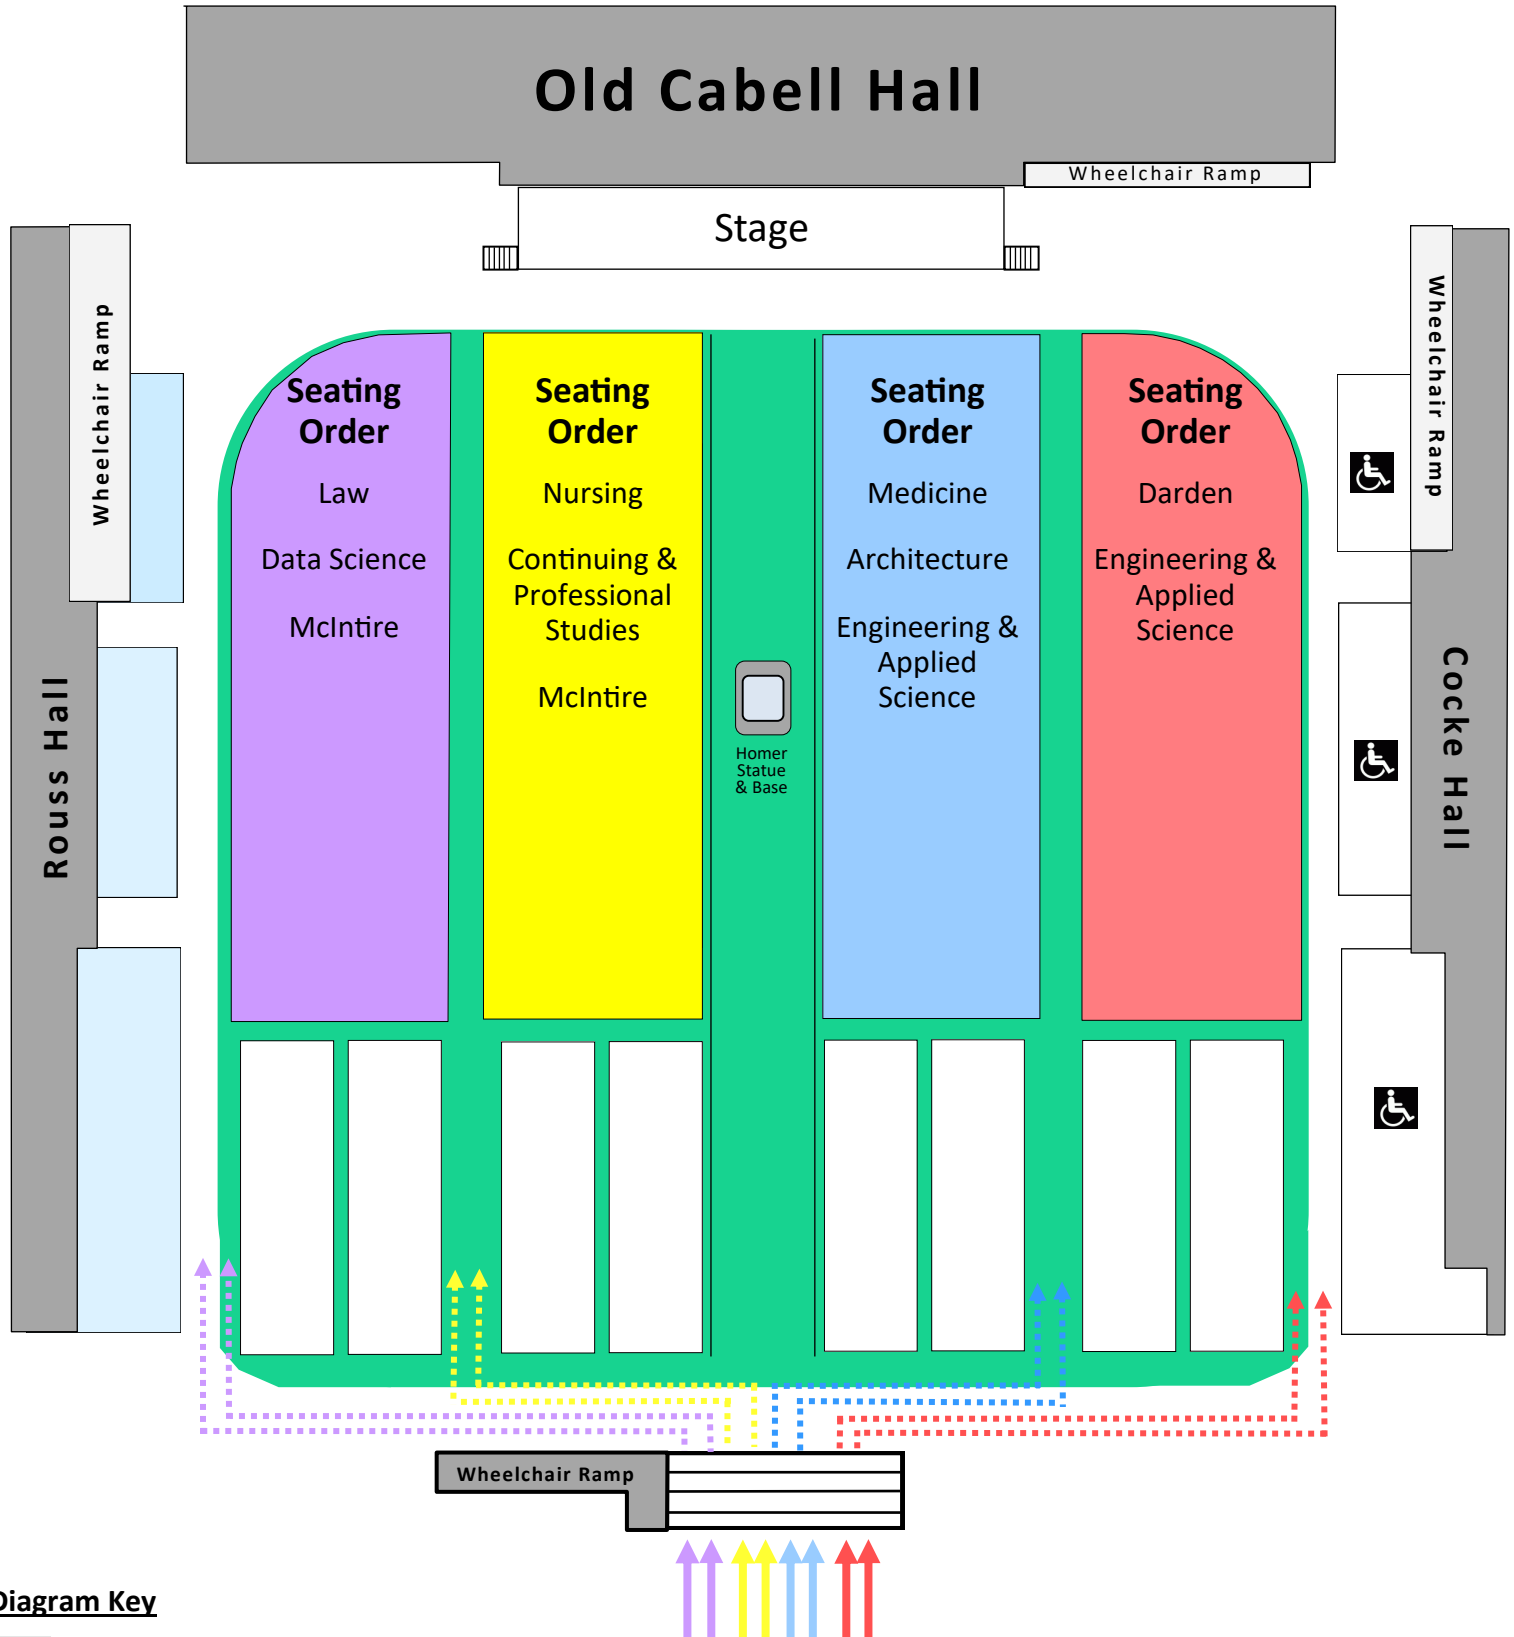 Old Cabell Hall
Wheelchair Ramp
Stage
Wheelchair Ramp
Rouss Hall
Seating
Order
Law
Data Science
McIntire
Seating
Order
Nursing
Continuing &
Professional
Studies
McIntire
Homer
Statue
& Base
Seating
Order
Medicine
Architecture
Engineering &
Applied
Science
Seating
Order
Darden
Engineering &
Applied
Science
Wheelchair Ramp
Cocke Hall
Wheelchair Ramp
Diagram Key